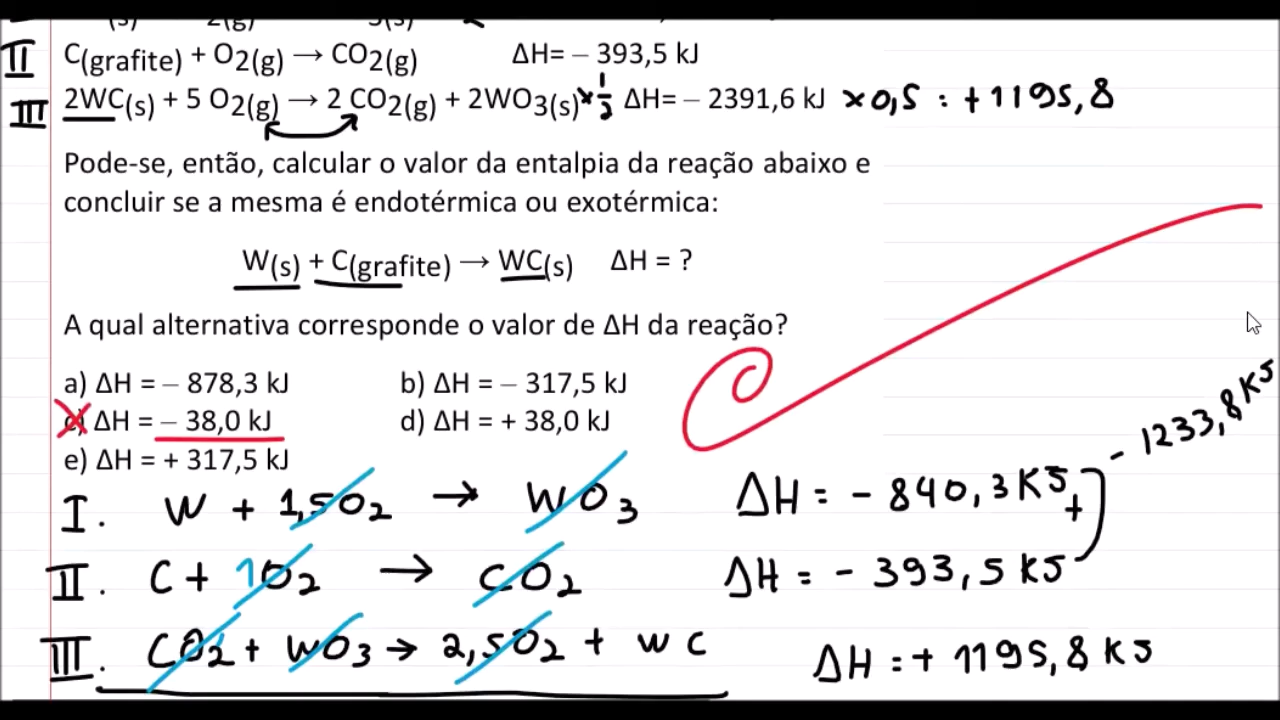 (s) 2(g) 3(s)
II C(grafite) + O2(g) → CO2(g) ΔH= – 393,5 kJ
III 2WC(s) + 5 O2(g) → 2 CO2(g) + 2WO3(s) × 1/2 ΔH= – 2391,6 kJ × 0,5 : + 1195,8
Pode-se, então, calcular o valor da entalpia da reação abaixo e
concluir se a mesma é endotérmica ou exotérmica:
W(s) + C(grafite) → WC(s) ΔH = ?
A qual alternativa corresponde o valor de ΔH da reação?
a) ΔH = – 878,3 kJ b) ΔH = – 317,5 kJ
c) ΔH = – 38,0 kJ d) ΔH = + 38,0 kJ
e) ΔH = + 317,5 kJ
- 1233,8 KJ
I. W + 1,5O2 → WO3 ΔH = - 840,3 KJ +
II. C + 1O2 → CO2 ΔH = - 393,5 KJ
III. CO2 + WO3 → 2,5O2 + WC ΔH = + 1195,8 KJ